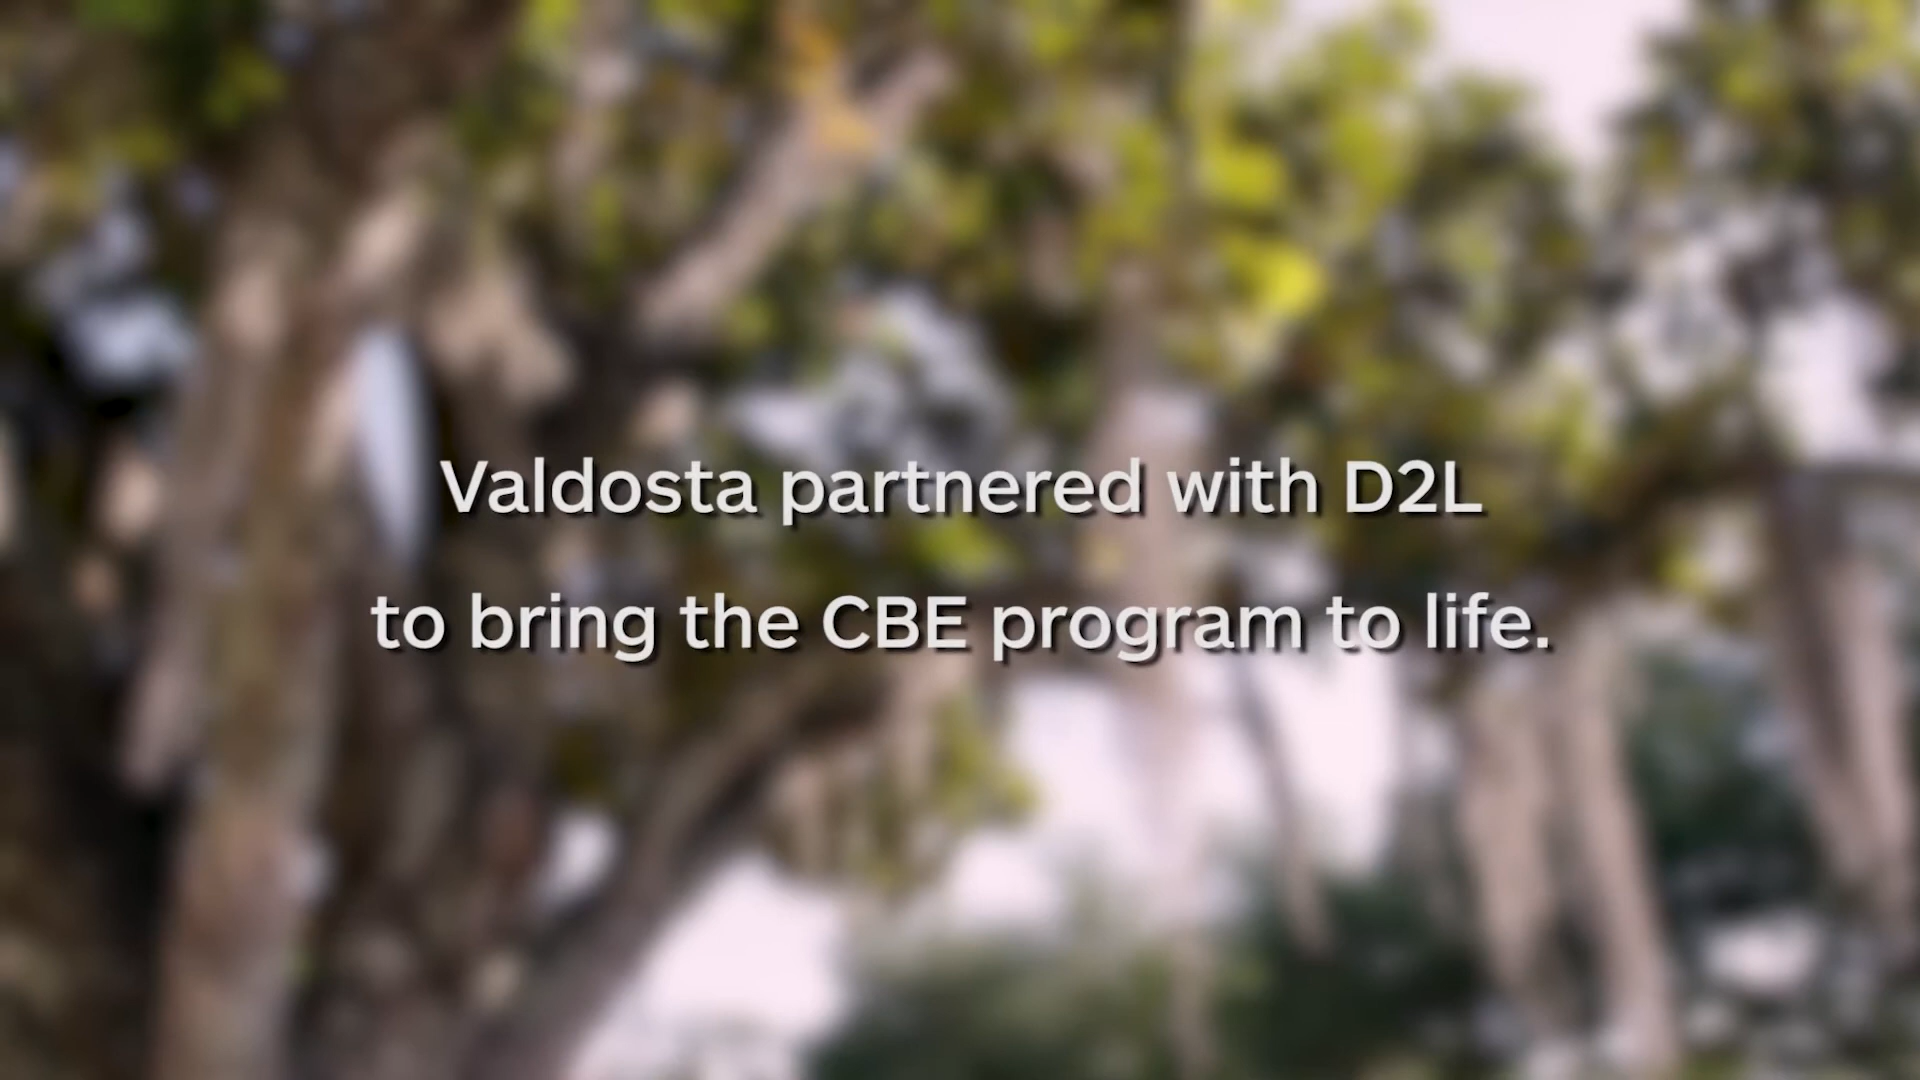 Valdosta partnered with D2L
to bring the CBE program to life.